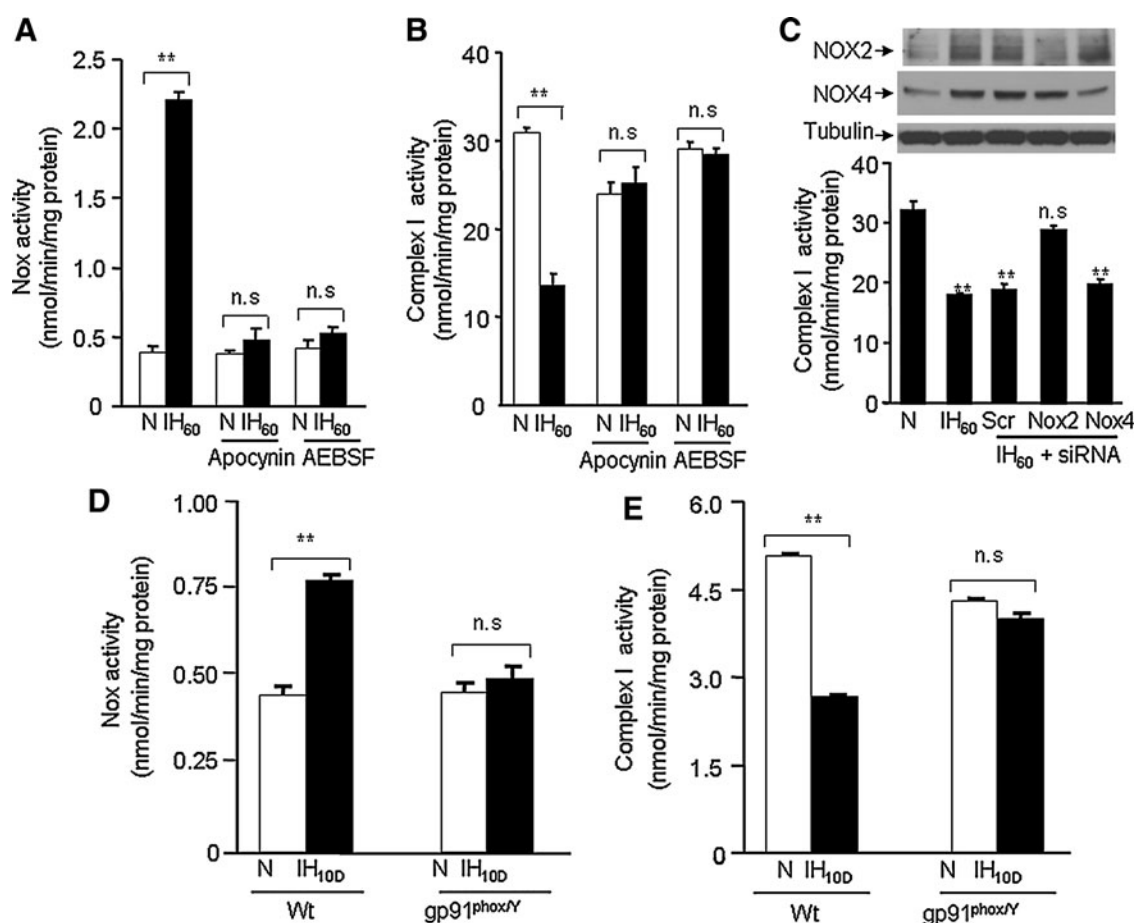 A
Nox activity
(nmol/min/mg protein)
2.5
2.0
1.5
1.0
0.5
0
**
n.s
n.s
N IH60
N IH60
N IH60
Apocynin
AEBSF
B
Complex I activity
(nmol/min/mg protein)
40
30
20
10
0
**
n.s
n.s
N IH60
N IH60
N IH60
Apocynin
AEBSF
C
NOX2
NOX4
Tubulin
Complex I activity
(nmol/min/mg protein)
40
30
20
10
0
**
**
n.s
**
N IH60 Scr Nox2 Nox4
IH60 + siRNA
D
Nox activity
(nmol/min/mg protein)
1.00
0.75
0.50
0.25
0
**
n.s
N IH10D
N IH10D
Wt
gp91phox/Y
E
Complex I activity
(nmol/min/mg protein)
6.0
4.5
3.0
1.5
0
**
n.s
N IH10D
N IH10D
Wt
gp91phox/Y